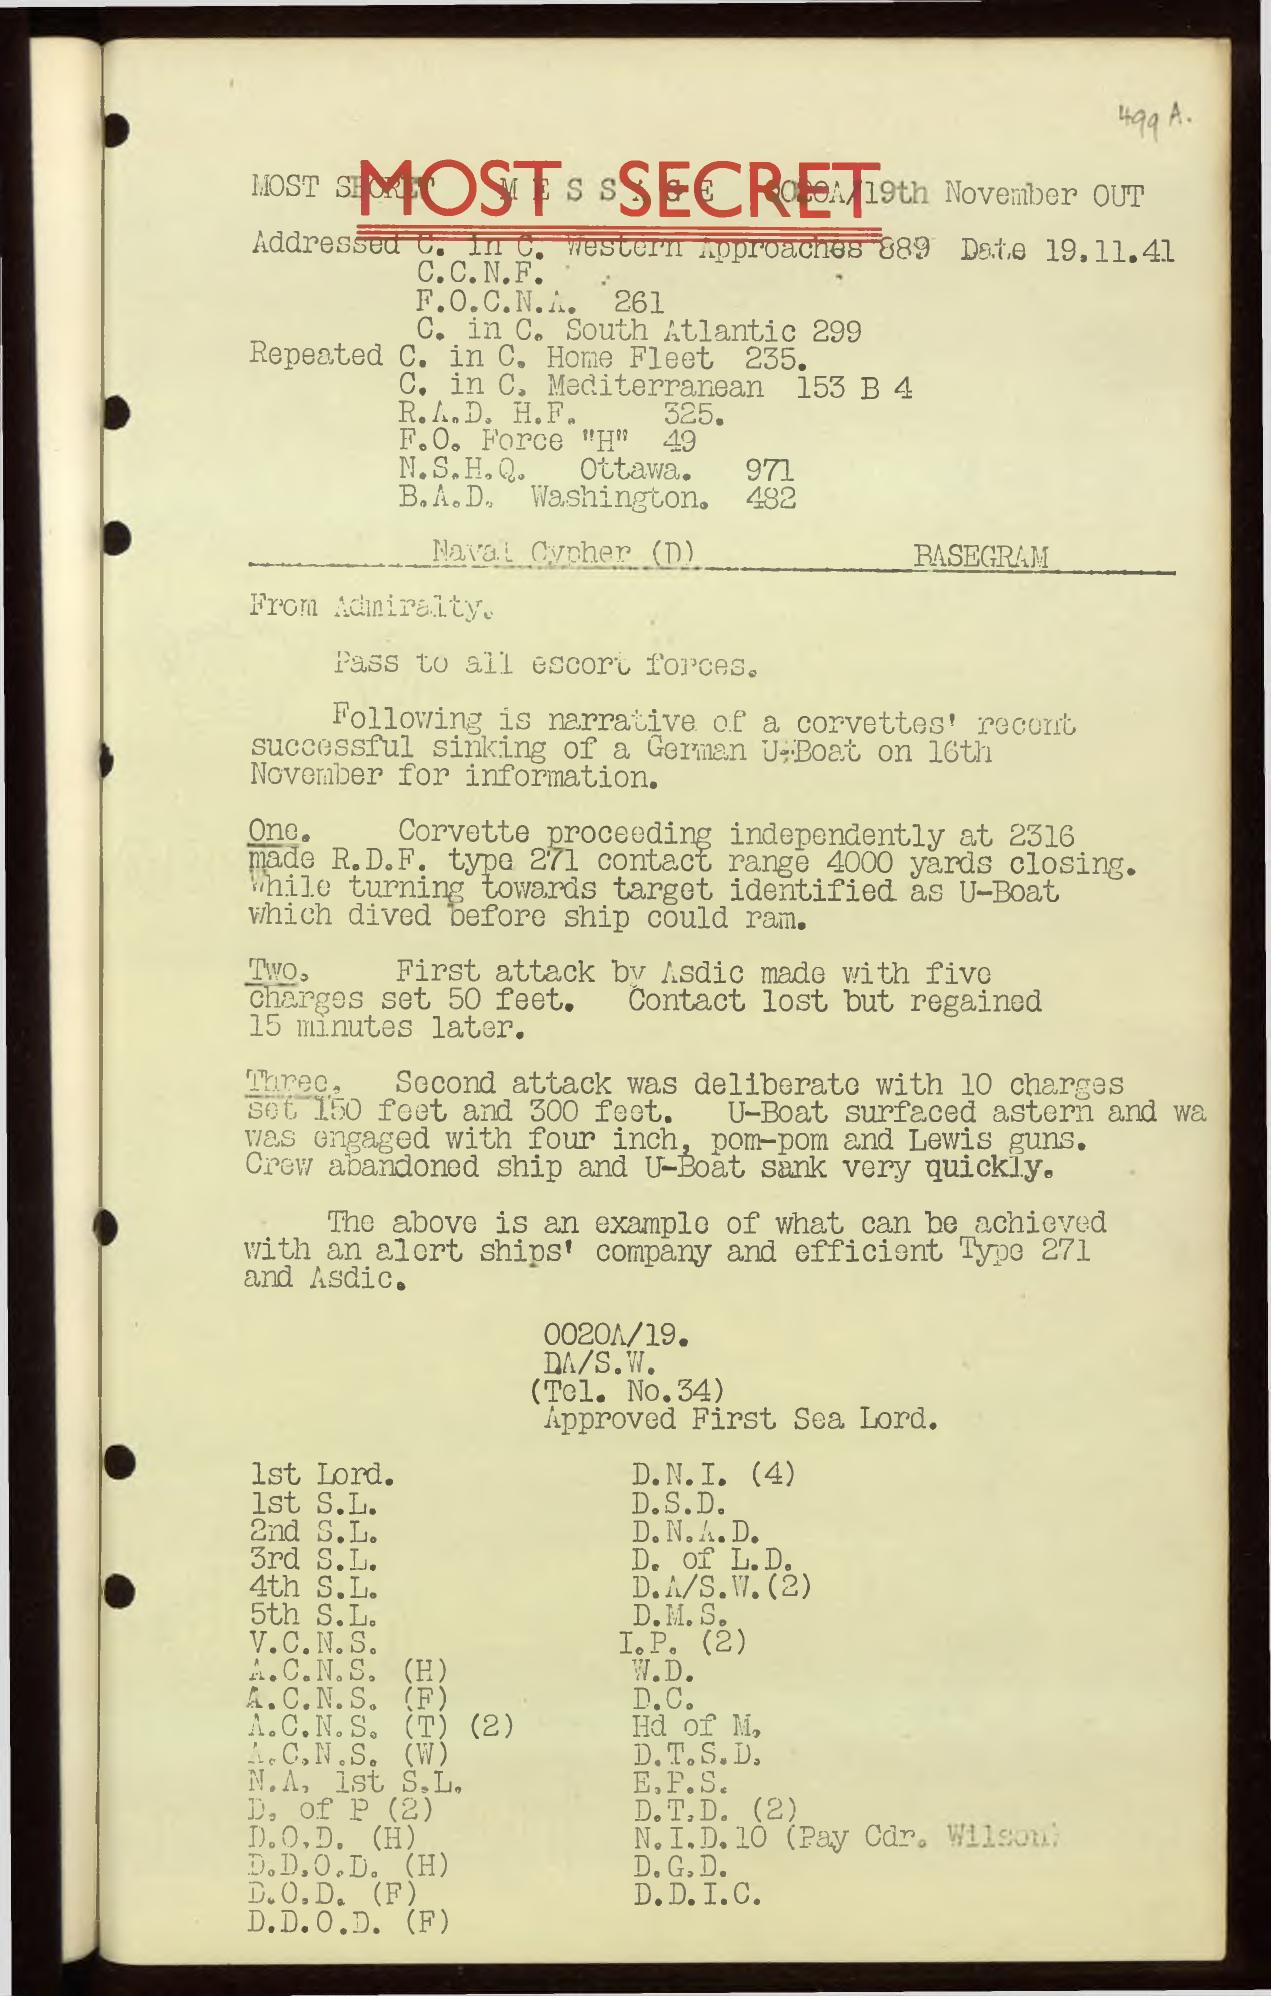 499 A.
MOST SECRET
MOST SECRET M E S S A G E 0020A/19th November OUT
Addressed C. in C. Western Approaches 889 Date 19.11.41
C.C.N.F.
F.O.C.N.A. 261
C. in C. South Atlantic 299
Repeated C. in C. Home Fleet 235.
C. in C. Mediterranean 153 B 4
R.A.D. H.F. 325.
F.O. Force "H" 49
N.S.H.Q. Ottawa. 971
B.A.D. Washington. 482
Naval Cypher (D) BASEGRAM
From Admiralty.
Pass to all escort forces.
Following is narrative of a corvettes' recent
successful sinking of a German U-Boat on 16th
November for information.
One. Corvette proceeding independently at 2316
made R.D.F. type 271 contact range 4000 yards closing.
While turning towards target identified as U-Boat
which dived before ship could ram.
Two. First attack by Asdic made with five
charges set 50 feet. Contact lost but regained
15 minutes later.
Three. Second attack was deliberate with 10 charges
set 150 feet and 300 feet. U-Boat surfaced astern and wa
was engaged with four inch, pom-pom and Lewis guns.
Crew abandoned ship and U-Boat sank very quickly.
The above is an example of what can be achieved
with an alert ships' company and efficient Type 271
and Asdic.
0020A/19.
DA/S.W.
(Tel. No.34)
Approved First Sea Lord.
1st Lord. D.N.I. (4)
1st S.L. D.S.D.
2nd S.L. D.N.A.D.
3rd S.L. D. of L.D.
4th S.L. D.A/S.W.(2)
5th S.L. D.M.S.
V.C.N.S. I.P. (2)
A.C.N.S. (H) W.D.
A.C.N.S. (F) D.C.
A.C.N.S. (T) (2) Hd of M.
A.C.N.S. (W) D.T.S.D.
N.A. 1st S.L. E.P.S.
D. of P (2) D.T.D. (2)
D.O.D. (H) N.I.D.10 (Pay Cdr. Wilson)
D.D.O.D. (H) D.G.D.
D.O.D. (F) D.D.I.C.
D.D.O.D. (F)